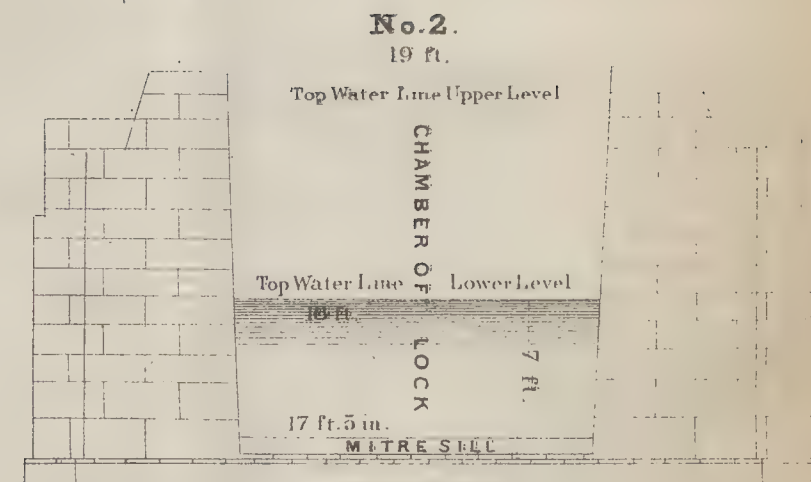 No.2.
19 ft.
Top Water Line Upper Level
CHAMBER OF LOCK
Top Water Line Lower Level
ft.
7 ft.
17 ft. 5 in.
MITRE SILL